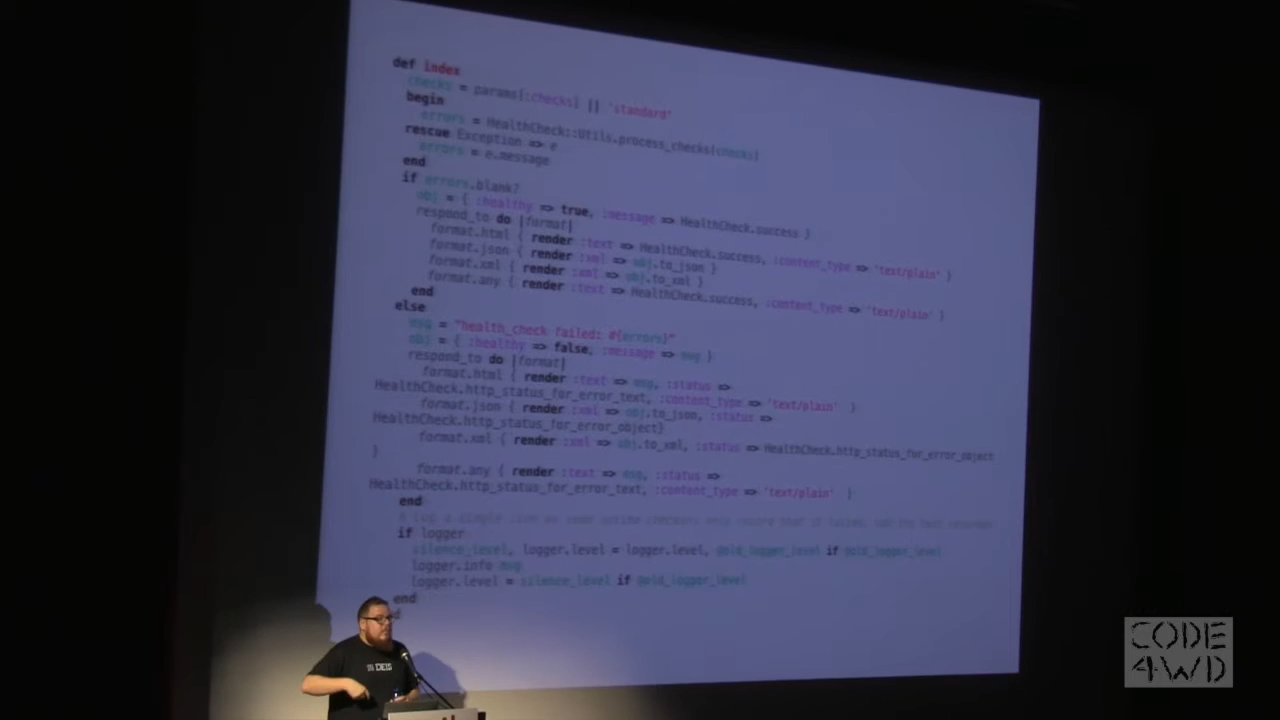 def index
checks = params[:checks] || 'standard'
begin
errors = HealthCheck::Utils.process_checks(checks)
rescue Exception => e
errors = e.message
end
if errors.blank?
obj = { :healthy => true, :message => HealthCheck.success }
respond_to do |format|
format.html { render :text => HealthCheck.success, :content_type => 'text/plain' }
format.json { render :xml => obj.to_json }
format.xml { render :xml => obj.to_xml }
format.any { render :text => HealthCheck.success, :content_type => 'text/plain' }
end
else
msg = "health_check failed: #{errors}"
obj = { :healthy => false, :message => msg }
respond_to do |format|
format.html { render :text => msg, :status =>
HealthCheck.http_status_for_error_text, :content_type => 'text/plain' }
format.json { render :xml => obj.to_json, :status =>
HealthCheck.http_status_for_error_object}
format.xml { render :xml => obj.to_xml, :status => HealthCheck.http_status_for_error_object
}
format.any { render :text => msg, :status =>
HealthCheck.http_status_for_error_text, :content_type => 'text/plain' }
end
if logger
silence_level, logger.level = logger.level, @old_logger_level if @old_logger_level
logger.info msg
logger.level = silence_level if @old_logger_level
end
CODE
4WD